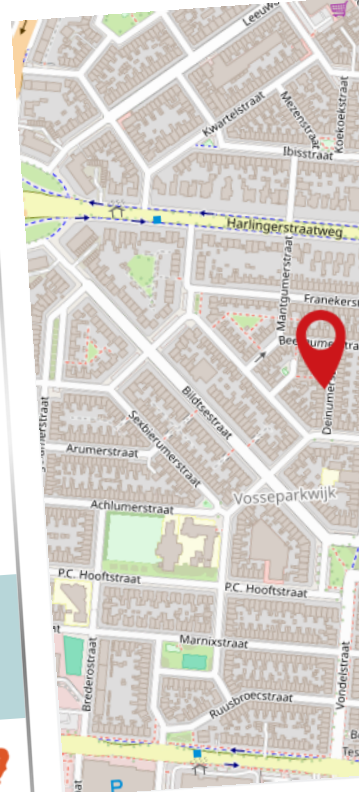 Leeuw
Kwartelstraat
Mezenstraat
Koekoekstraat
Ibisstraat
Harlingerstraatweg
Mantgumerstraat
Franekers
Deinumer
Bildtsestraat
Sexbierumerstraat
Arumerstraat
Vosseparkwijk
Achlumerstraat
P.C. Hooftstraat
P.C. Hooftstraat
Marnixstraat
Brederostraat
Vondelstraat
Ruusbroecstraat
P
Tes